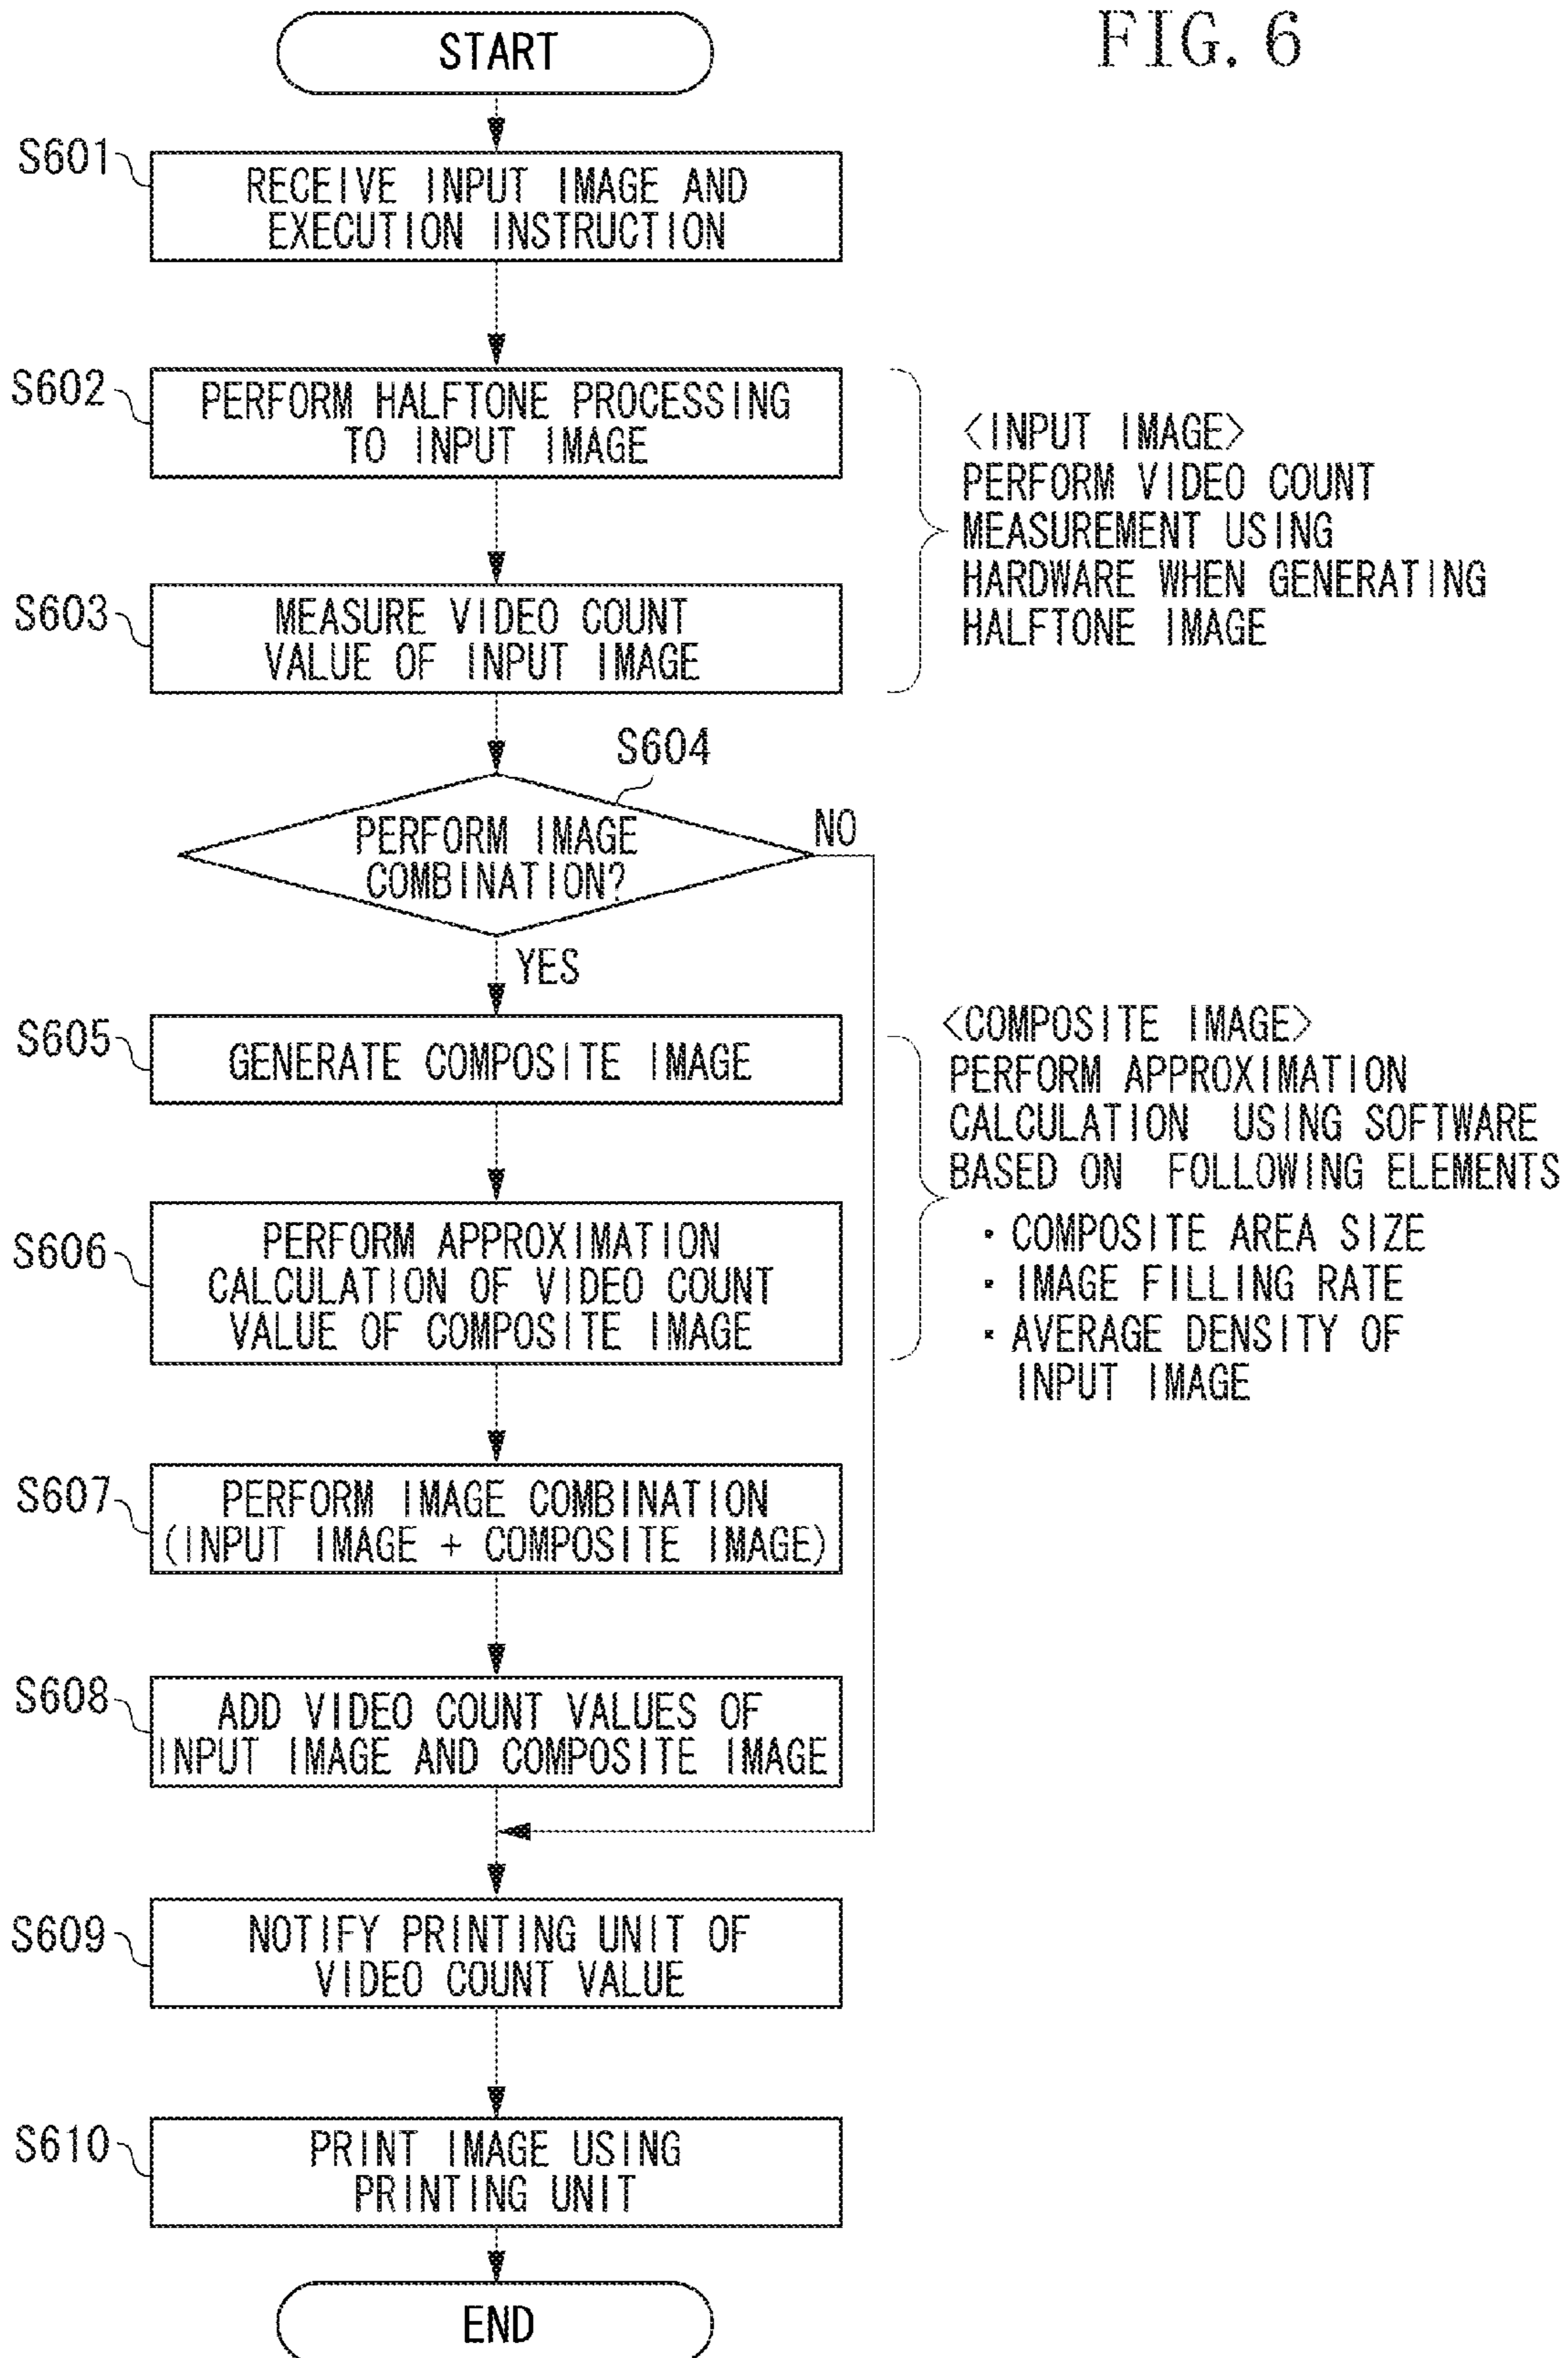 FIG. 6
START
S601
RECEIVE INPUT IMAGE AND
EXECUTION INSTRUCTION
S602
PERFORM HALFTONE PROCESSING
TO INPUT IMAGE
<INPUT IMAGE>
PERFORM VIDEO COUNT
MEASUREMENT USING
HARDWARE WHEN GENERATING
HALFTONE IMAGE
S603
MEASURE VIDEO COUNT
VALUE OF INPUT IMAGE
S604
PERFORM IMAGE
COMBINATION?
NO
YES
S605
GENERATE COMPOSITE IMAGE
<COMPOSITE IMAGE>
PERFORM APPROXIMATION
CALCULATION USING SOFTWARE
BASED ON FOLLOWING ELEMENTS
· COMPOSITE AREA SIZE
· IMAGE FILLING RATE
· AVERAGE DENSITY OF
INPUT IMAGE
S606
PERFORM APPROXIMATION
CALCULATION OF VIDEO COUNT
VALUE OF COMPOSITE IMAGE
S607
PERFORM IMAGE COMBINATION
(INPUT IMAGE + COMPOSITE IMAGE)
S608
ADD VIDEO COUNT VALUES OF
INPUT IMAGE AND COMPOSITE IMAGE
S609
NOTIFY PRINTING UNIT OF
VIDEO COUNT VALUE
S610
PRINT IMAGE USING
PRINTING UNIT
END